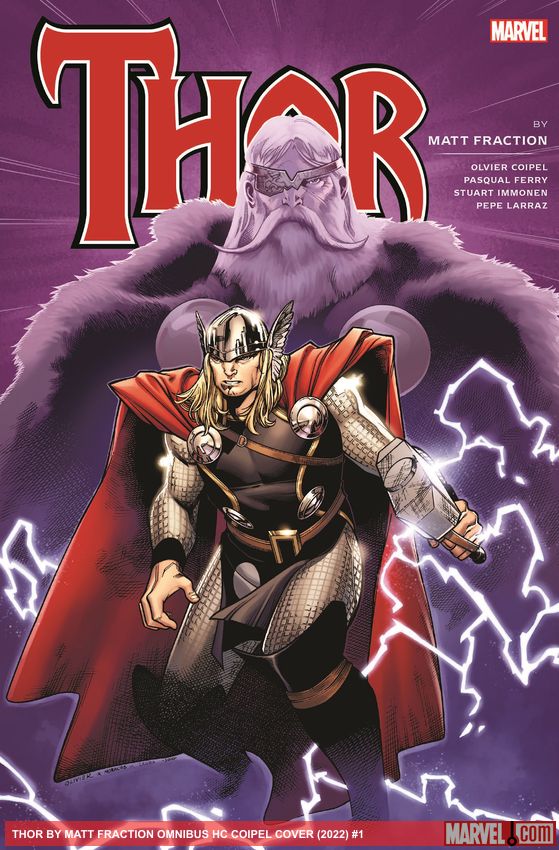 THOR
MARVEL
BY
MATT FRACTION
OLVIER COIPEL
PASQUAL FERRY
STUART IMMONEN
PEPE LARRAZ
THOR BY MATT FRACTION OMNIBUS HC COIPEL COVER (2022) #1
MARVEL.com